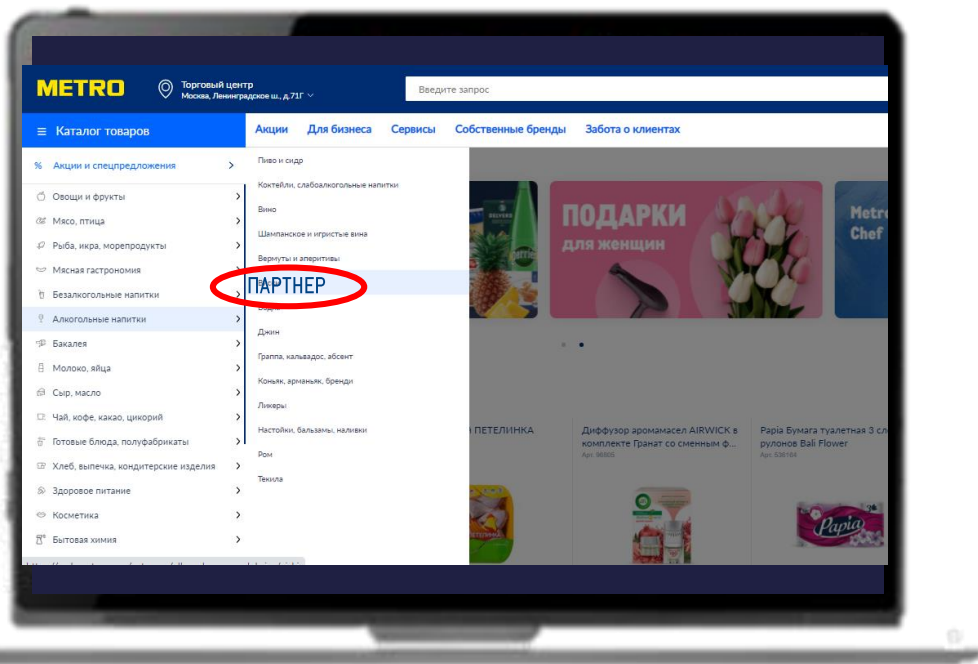 METRO
Торговый центр
Москва, Ленинградское ш., д.71Г
Введите запрос
Каталог товаров
Акции Для бизнеса Сервисы Собственные бренды Забота о клиентах
% Акции и спецпредложения
Овощи и фрукты
Мясо, птица
Рыба, икра, морепродукты
Мясная гастрономия
Безалкогольные напитки
Алкогольные напитки
Бакалея
Молоко, яйца
Сыр, масло
Чай, кофе, какао, цикорий
Готовые блюда, полуфабрикаты
Хлеб, выпечка, кондитерские изделия
Здоровое питание
Косметика
Бытовая химия
Пиво и сидр
Коктейли, слабоалкогольные напитки
Вино
Шампанское и игристые вина
Вермуты и аперитивы
ПАРТНЕР
Джин
Граппа, кальвадос, абсент
Коньяк, арманьяк, бренди
Ликеры
Настойки, бальзамы, наливки
Ром
Текила
ПОДАРКИ
для женщин
Metro
Chef
ПЕТЕЛИНКА
Диффузор аромамасел AIRWICK в
комплекте Гранат со сменным ф...
Papia Бумага туалетная 3 сл
рулонов Bali Flower
Papia